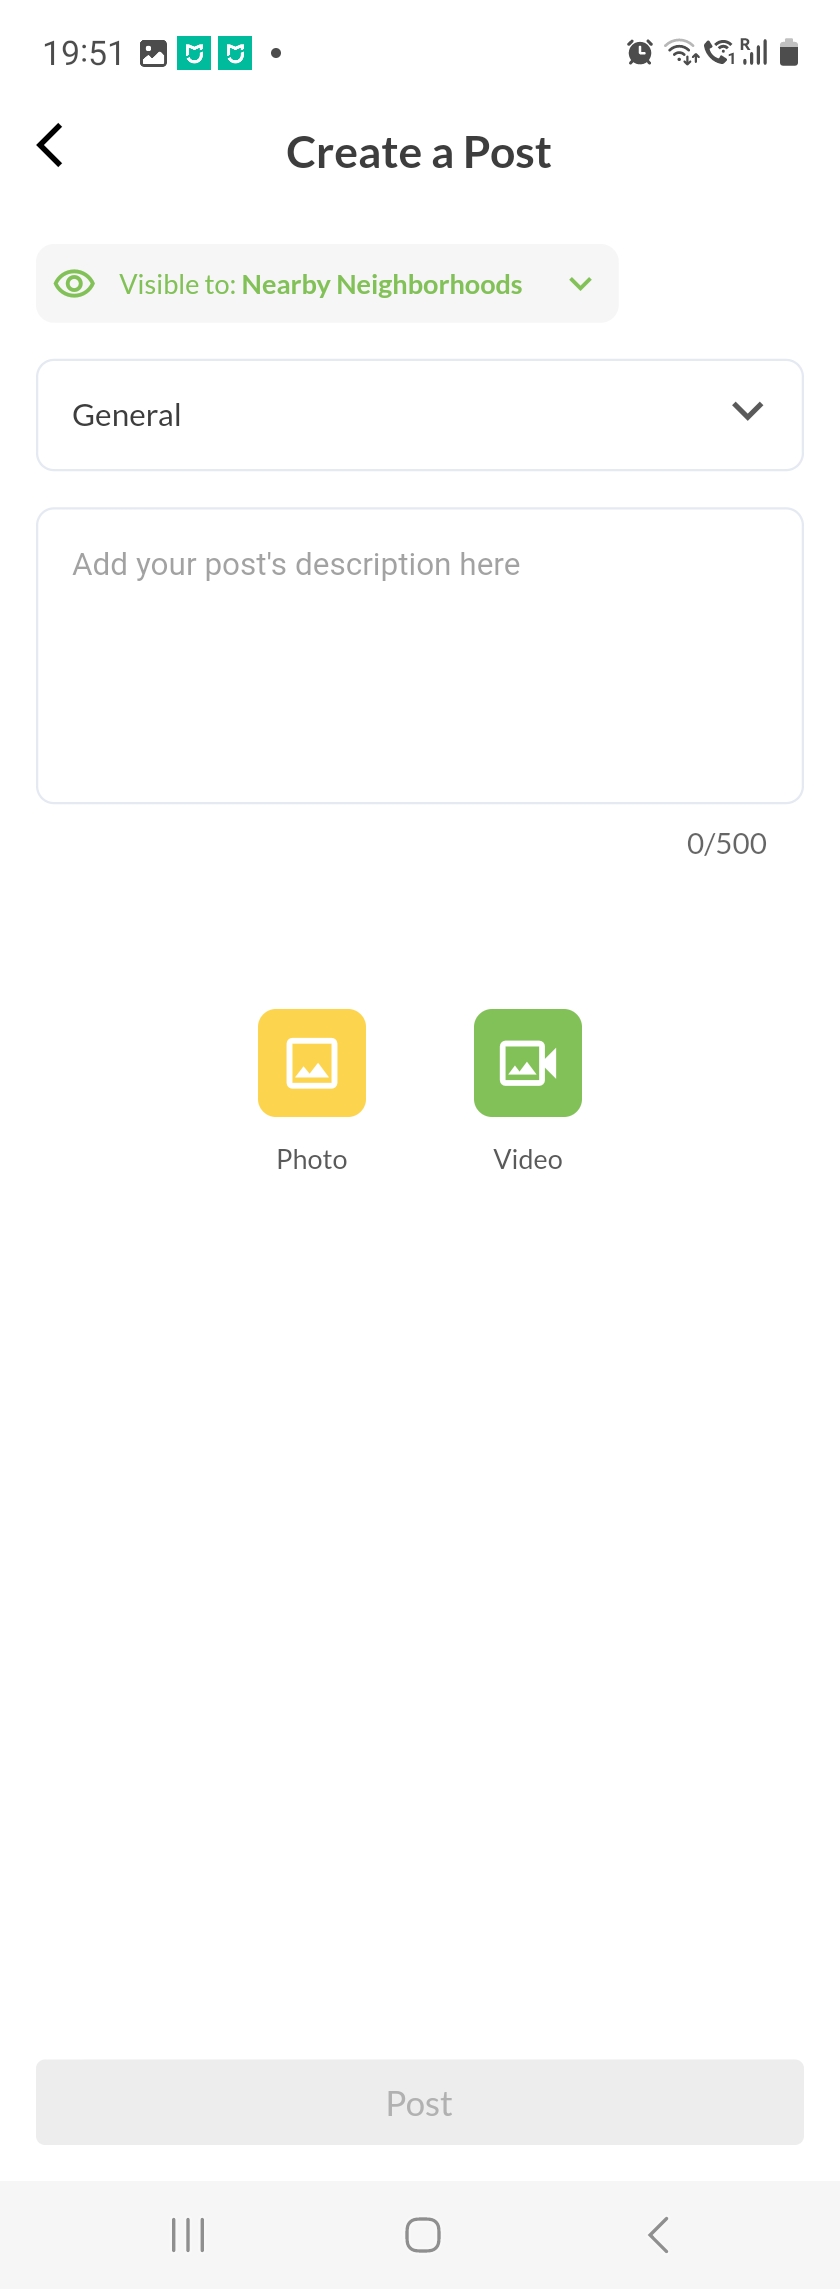 19:51
Create a Post
Visible to: Nearby Neighborhoods
General
Add your post's description here
0/500
Photo
Video
Post